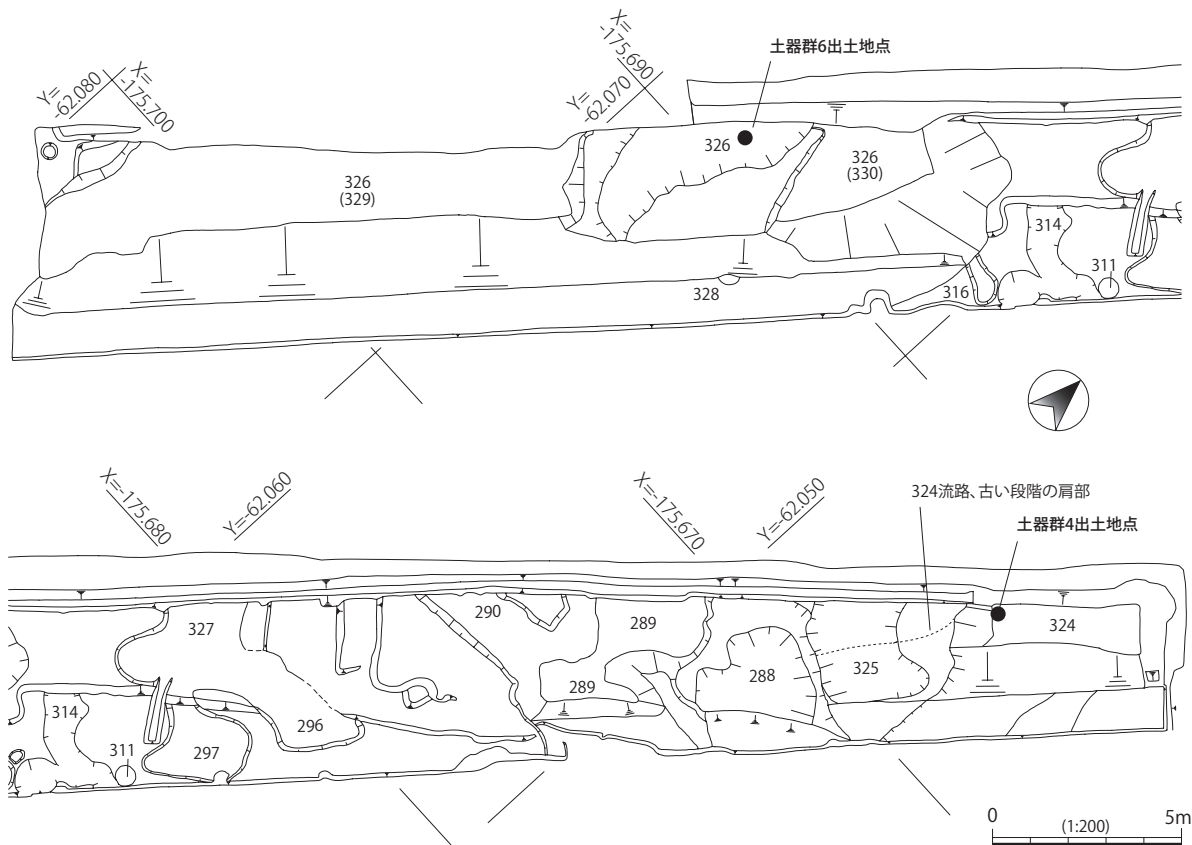 X=
-175.690
土器群6出土地点
Y=
-62.080
X=
-175.700
Y=
-62.070
326
326
(330)
326
(329)
314
311
316
328
X=-175.680
Y=-62.060
X=-175.670
Y=-62.050
324流路、古い段階の肩部
土器群4出土地点
290
289
327
324
325
288
289
314
296
297
311
0
5m
(1:200)